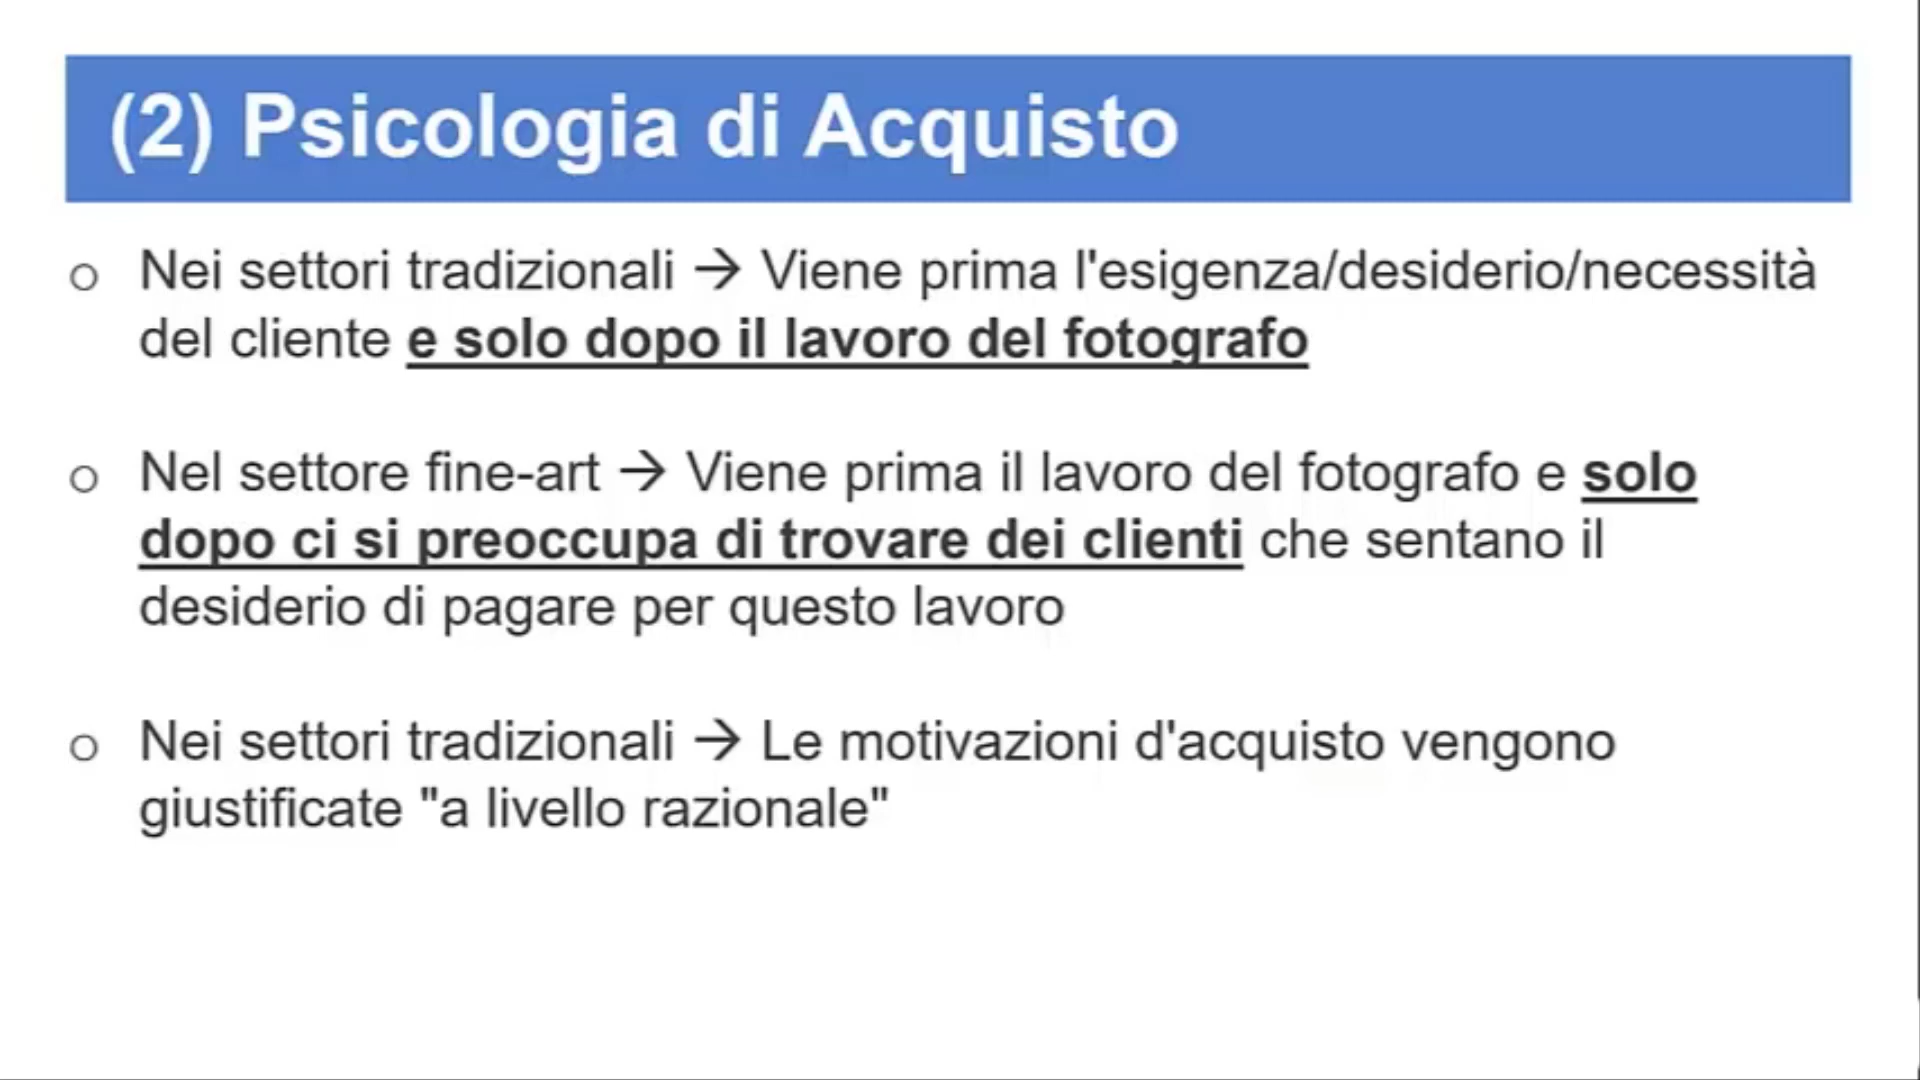 (2) Psicologia di Acquisto
o Nei settori tradizionali → Viene prima l'esigenza/desiderio/necessità
del cliente e solo dopo il lavoro del fotografo
o Nel settore fine-art → Viene prima il lavoro del fotografo e solo
dopo ci si preoccupa di trovare dei clienti che sentano il
desiderio di pagare per questo lavoro
o Nei settori tradizionali → Le motivazioni d'acquisto vengono
giustificate "a livello razionale"